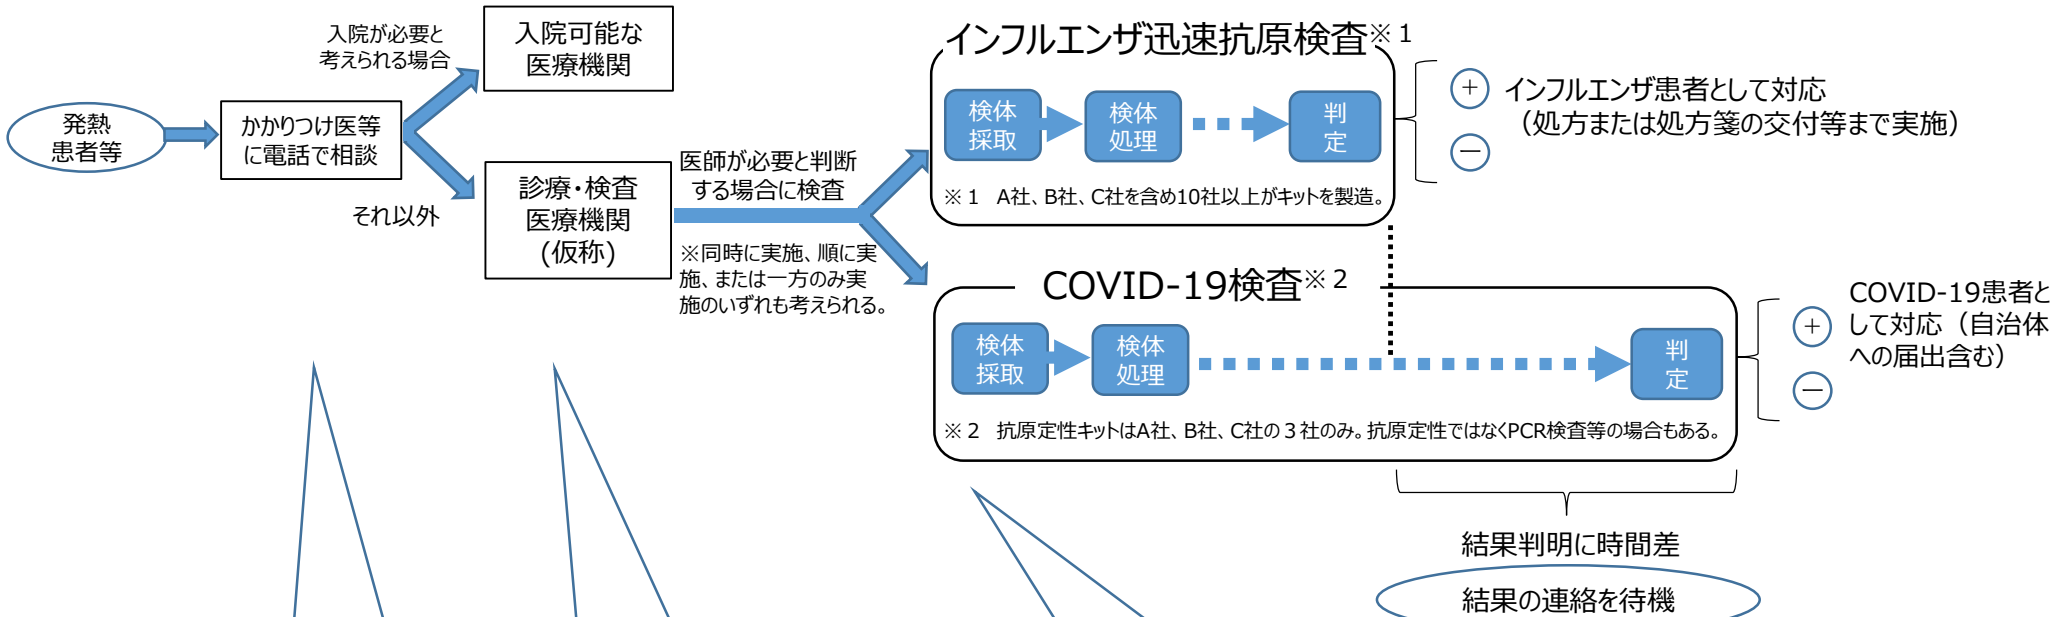 発熱
患者等
かかりつけ医等
に電話で相談
入院が必要と
考えられる場合
入院可能な
医療機関
それ以外
診療・検査
医療機関
(仮称)
医師が必要と判断
する場合に検査
※同時に実施、順に実
施、または一方のみ実
施のいずれも考えられる。
インフルエンザ迅速抗原検査※1
検体
採取
検体
処理
判
定
※1 A社、B社、C社を含め10社以上がキットを製造。
+
−
インフルエンザ患者として対応
（処方または処方箋の交付等まで実施）
COVID-19検査※2
検体
採取
検体
処理
判
定
※2 抗原定性キットはA社、B社、C社の3社のみ。抗原定性ではなくPCR検査等の場合もある。
+
−
COVID-19患者と
して対応（自治体
への届出含む）
結果判明に時間差
結果の連絡を待機